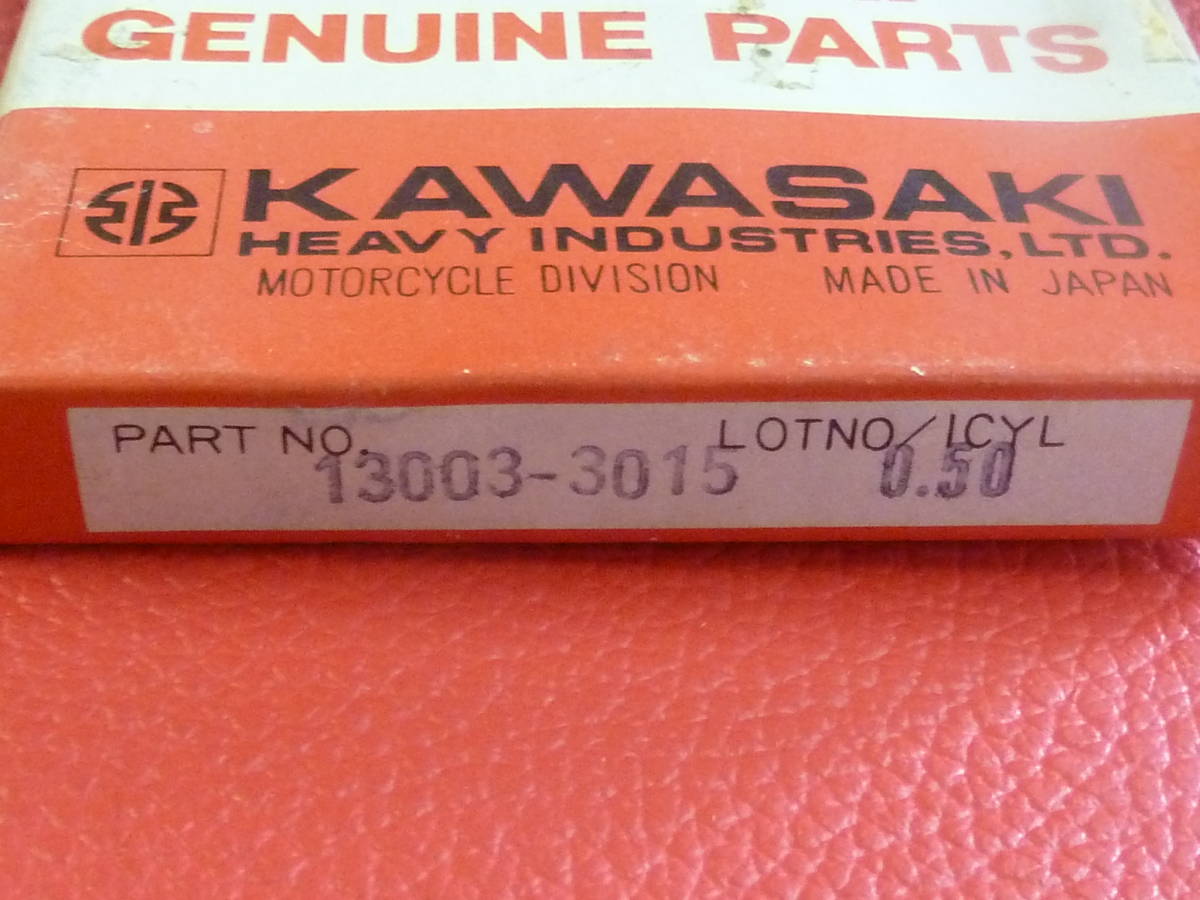 GENUINE PARTS
KAWASAKI
HEAVY INDUSTRIES, LTD.
MOTORCYCLE DIVISION MADE IN JAPAN
PART NO. LOTNO/1CYL
13003-3015 0.50